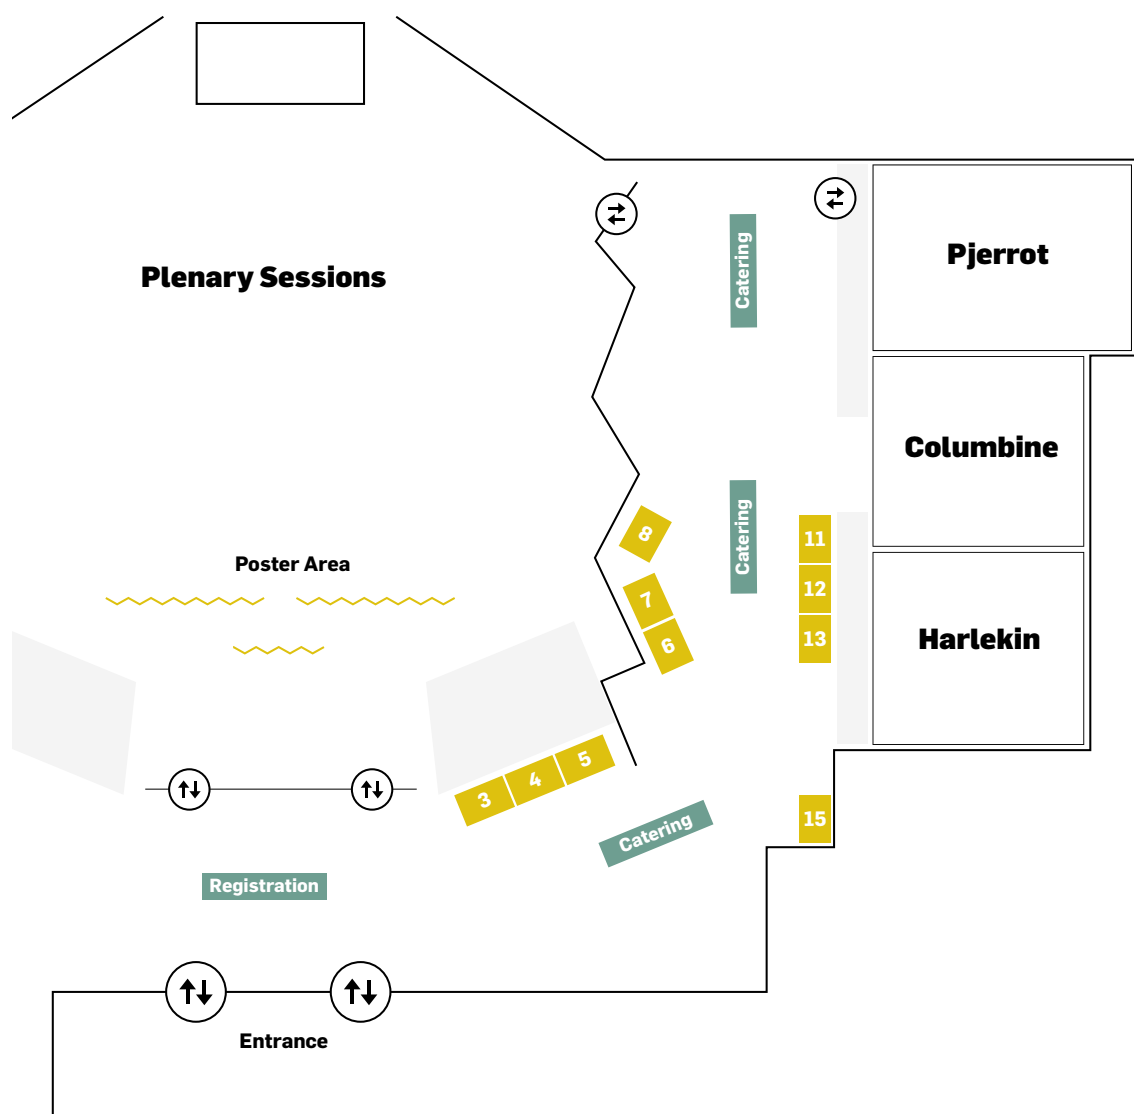 Pjerrot
Catering
Plenary Sessions
Columbine
Catering
8
11
Poster Area
12
7
13
6
Harlekin
5
4
3
15
Catering
Registration
Entrance